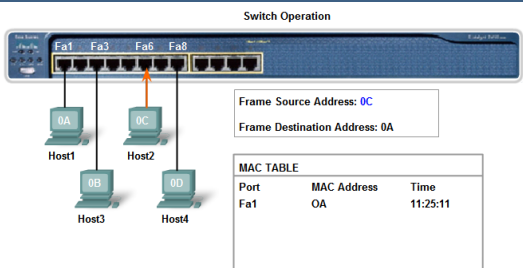 Switch Operation
Fa1 Fa3 Fa6 Fa8
Frame Source Address: 0C
Frame Destination Address: 0A
0A
0C
Host1
Host2
0B
0D
Host3
Host4
MAC TABLE
Port MAC Address Time
Fa1 OA 11:25:11